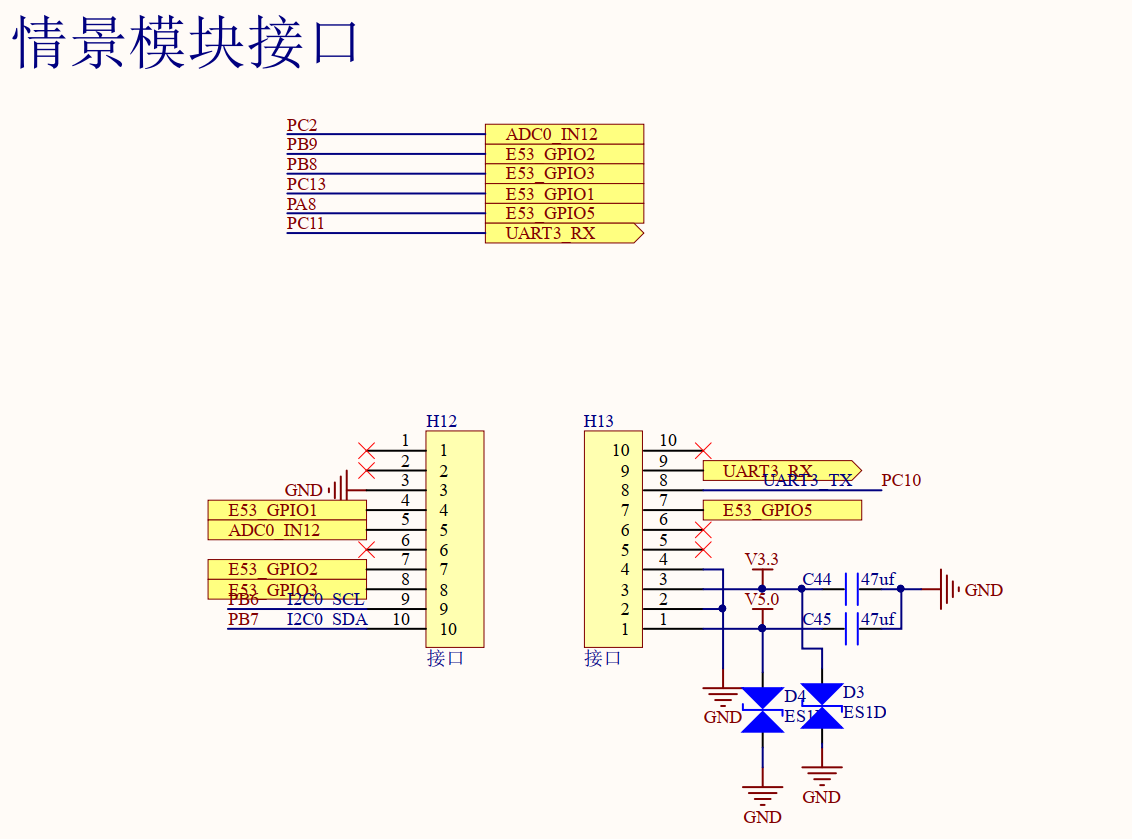 情景模块接口
PC2 ADC0_IN12
PB9 E53_GPIO2
PB8 E53_GPIO3
PC13 E53_GPIO1
PA8 E53_GPIO5
PC11 UART3_RX
H12
1 1
2 2
GND 3 3
E53_GPIO1 4 4
ADC0_IN12 5 5
6 6
E53_GPIO2 7 7
E53_GPIO3 8 8
PB6 I2C0_SCL 9 9
PB7 I2C0_SDA 10 10
接口
H13
10 10
9 9 UART3_RX
8 8 UART3_TX PC10
7 7 E53_GPIO5
6 6
5 5
4 4
V3.3
3 3 C44 47uf GND
2 2 V5.0
1 1 C45 47uf
接口
GND
D4
D3
ES1D
GND
GND